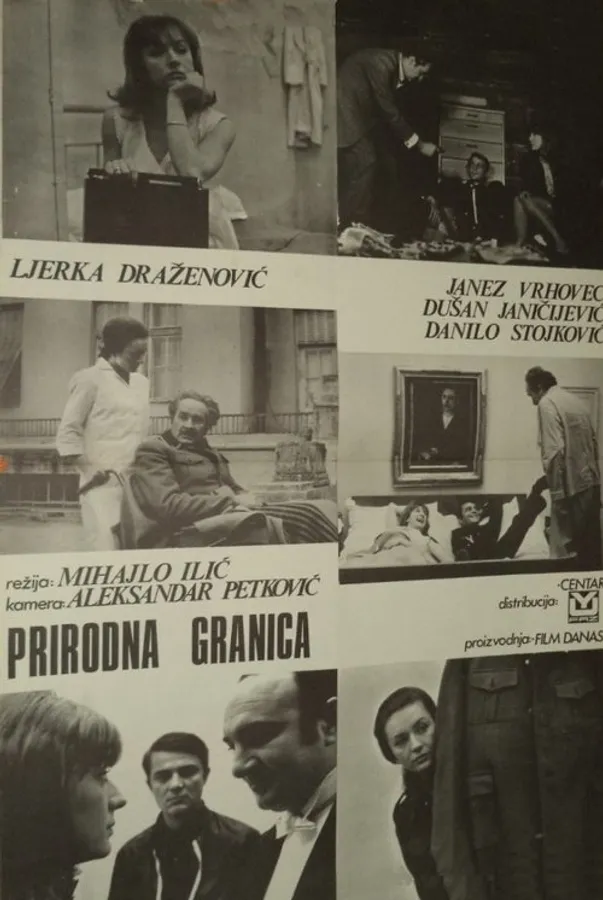 LJERKA DRAŽENOVIĆ
JANEZ VRHOVEC
DUŠAN JANIČIJEVIĆ
DANILO STOJKOVIĆ
režija: MIHAJLO ILIĆ
kamera: ALEKSANDAR PETKOVIĆ
PRIRODNA GRANICA
·CENTAR
distribucija:
proizvodnja: FILM DANAS